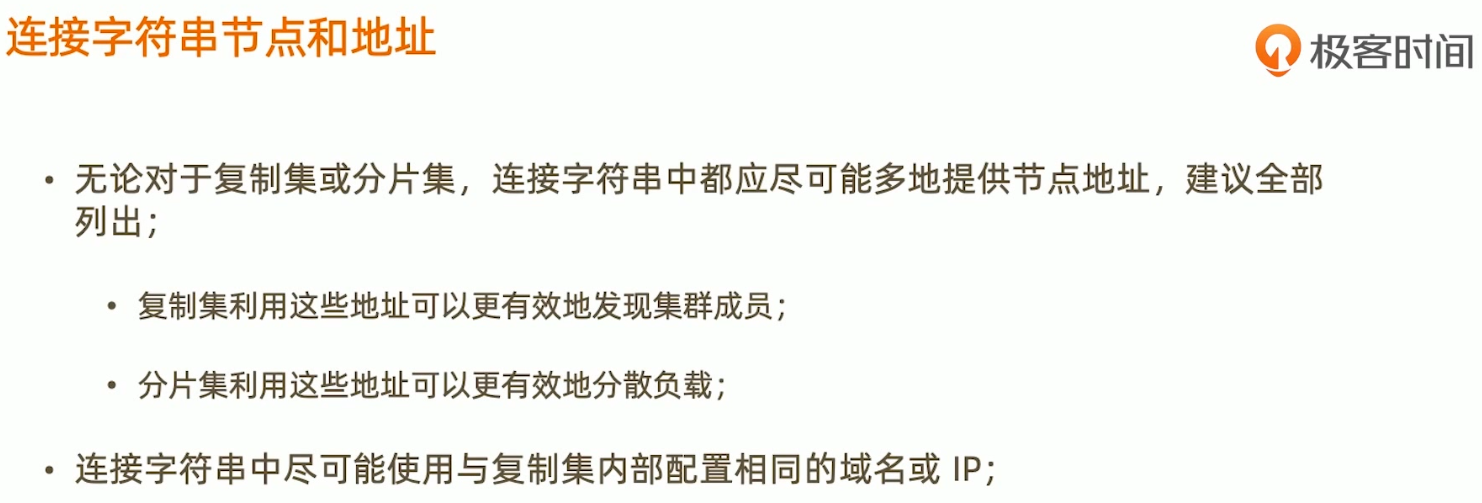 连接字符串节点和地址
极客时间
• 无论对于复制集或分片集，连接字符串中都应尽可能多地提供节点地址，建议全部
列出；
• 复制集利用这些地址可以更有效地发现集群成员；
• 分片集利用这些地址可以更有效地分散负载；
• 连接字符串中尽可能使用与复制集内部配置相同的域名或 IP；